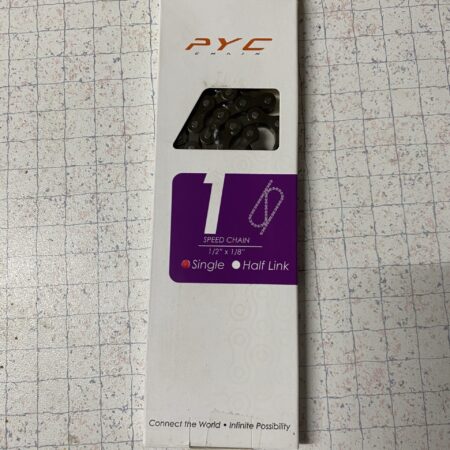 PYC
CHAIN
1
SPEED CHAIN
1/2" x 1/8"
Single Half Link
Connect the World • Infinite Possibility